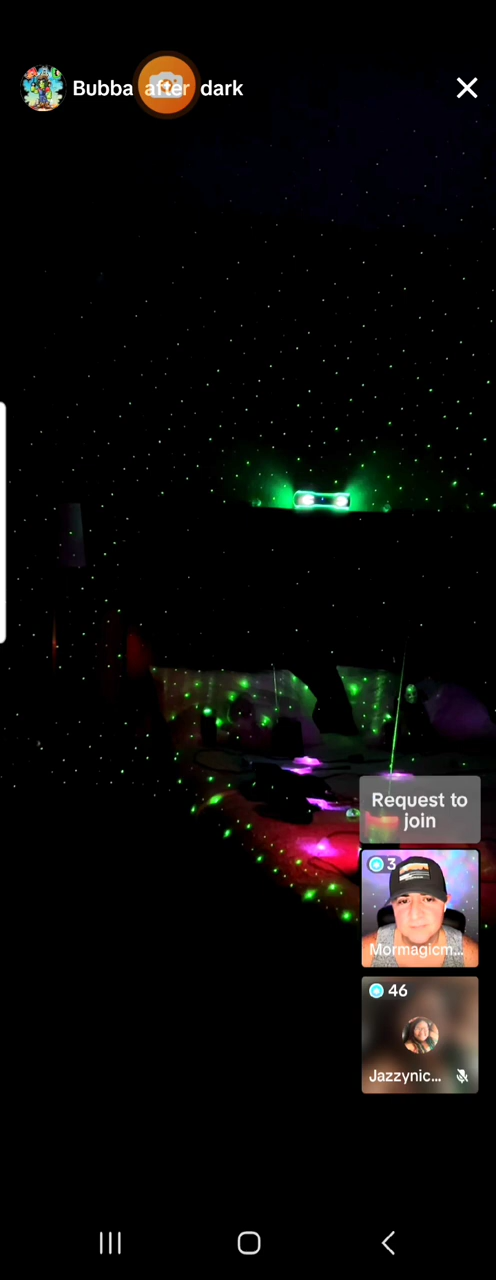 Bubba after dark
Request to
join
3
Mormagicm...
46
Jazzynic...